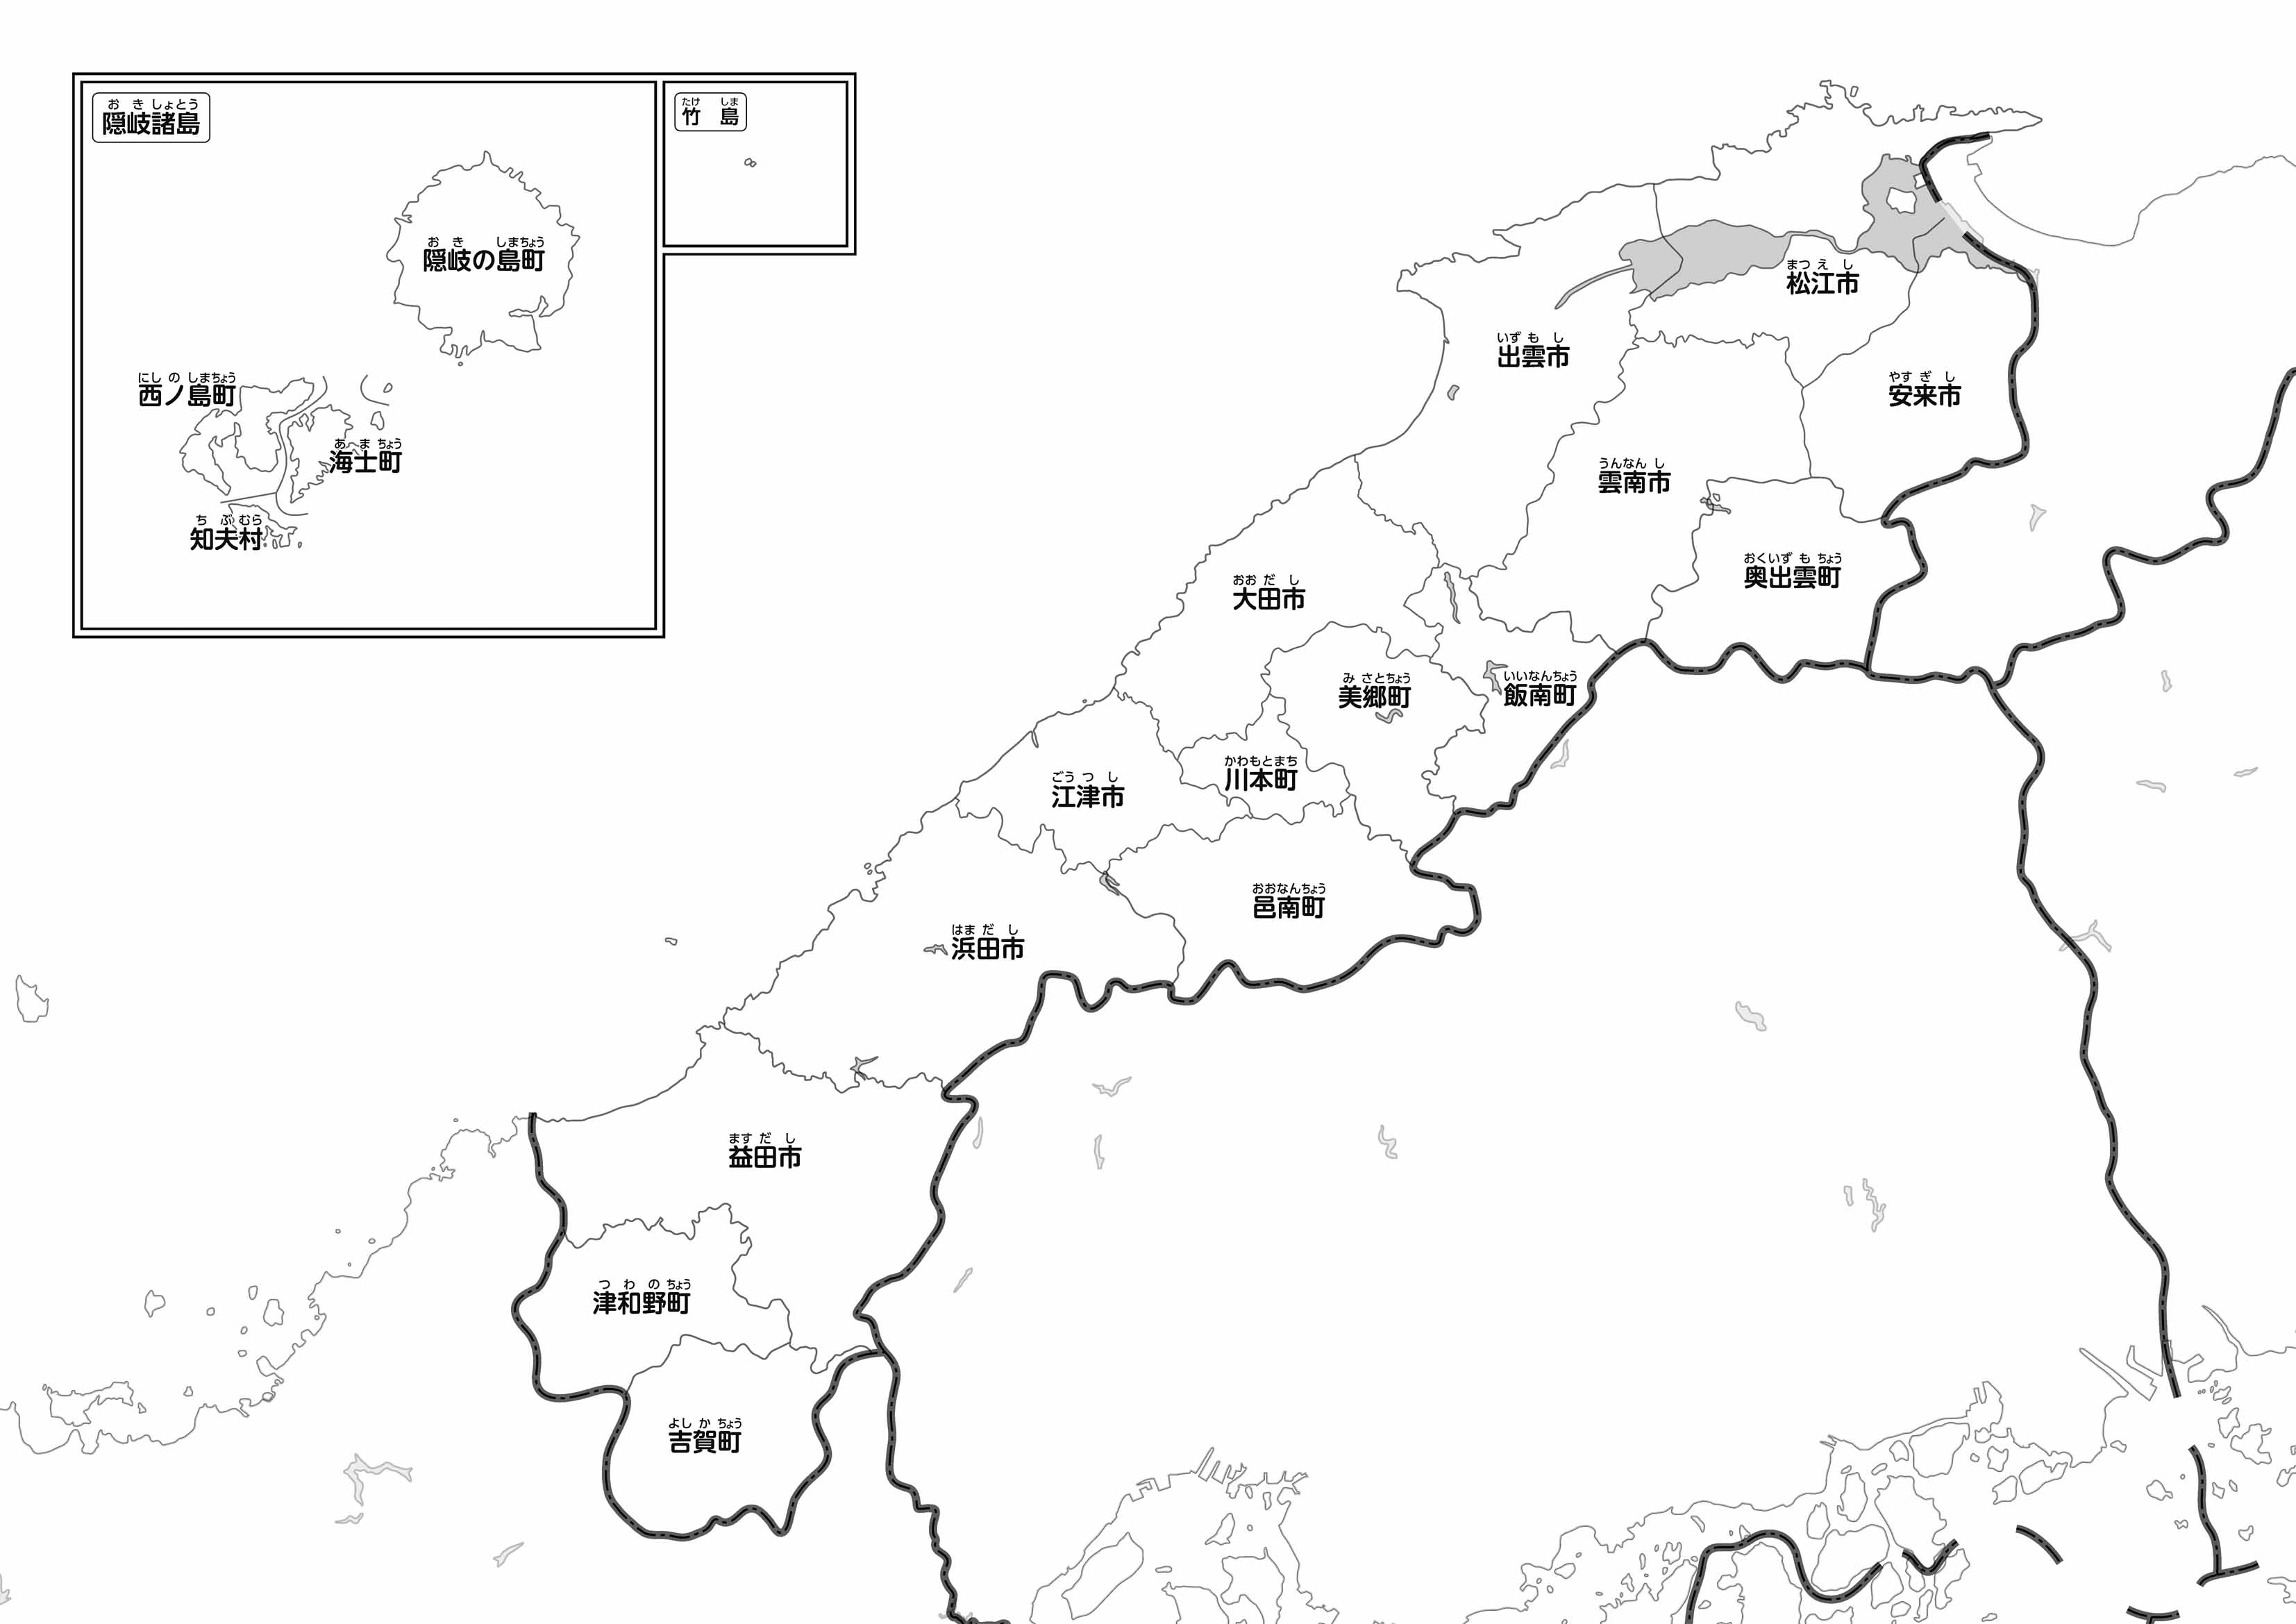 おきしょとう
隠岐諸島
たけしま
竹島
おきしまちょう
隠岐の島町
にしのしまちょう
西ノ島町
あまちょう
海士町
ちぶむら
知夫村
まつえし
松江市
いずもし
出雲市
やすぎし
安来市
うんなんし
雲南市
おくいずもちょう
奥出雲町
おおだし
大田市
みさとちょう
美郷町
いいなんちょう
飯南町
かわもとまち
川本町
ごうつし
江津市
おおなんちょう
邑南町
はまだし
浜田市
ますだし
益田市
つわのちょう
津和野町
よしかちょう
吉賀町